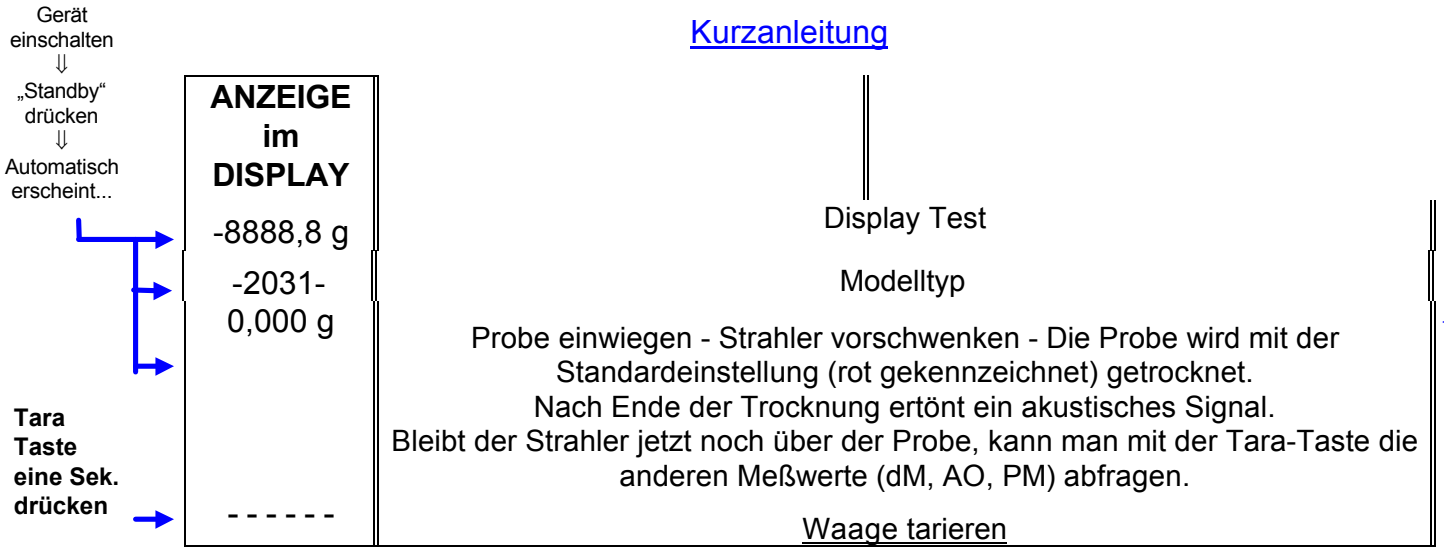 Gerät
einschalten
⇓
„Standby“
drücken
⇓
Automatisch
erscheint...
Kurzanleitung
ANZEIGE
im
DISPLAY
-8888,8 g
Display Test
-2031-
Modelltyp
0,000 g
Probe einwiegen - Strahler vorschwenken - Die Probe wird mit der
Standardeinstellung (rot gekennzeichnet) getrocknet.
Nach Ende der Trocknung ertönt ein akustisches Signal.
Bleibt der Strahler jetzt noch über der Probe, kann man mit der Tara-Taste die
anderen Meßwerte (dM, AO, PM) abfragen.
Tara
Taste
eine Sek.
drücken
- - - - - -
Waage tarieren